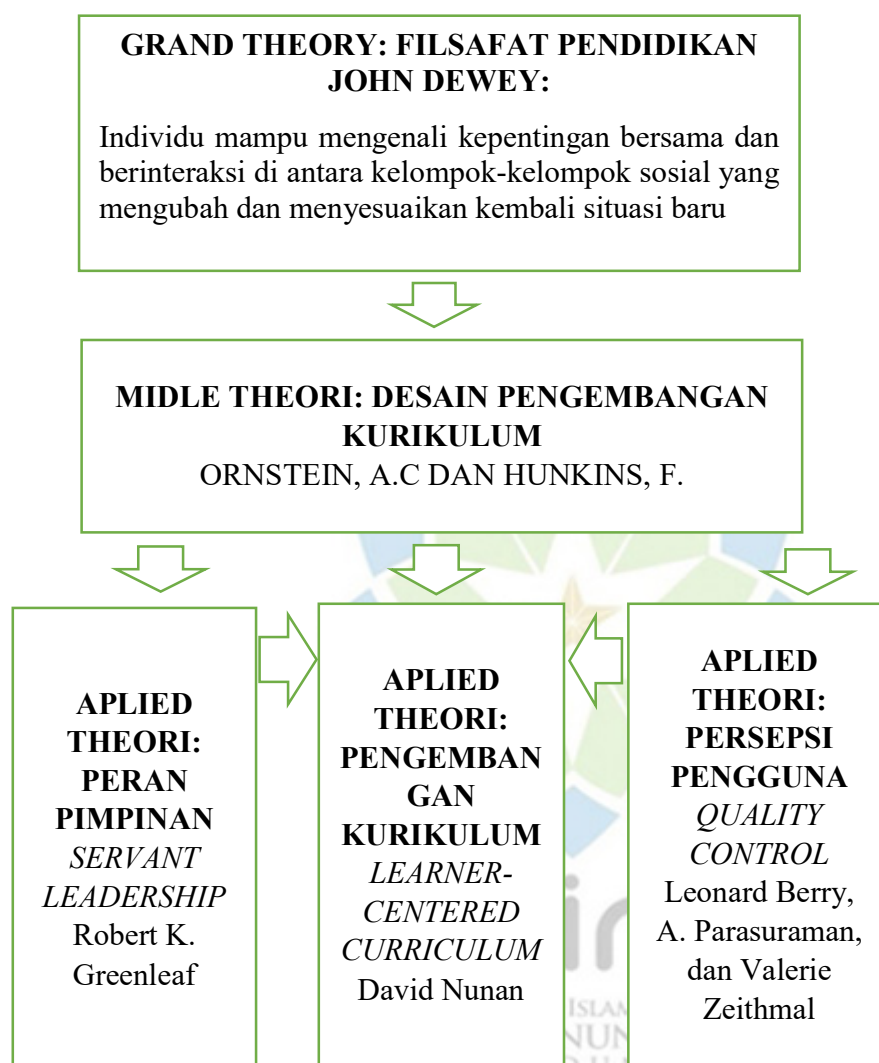 GRAND THEORY: FILSAFAT PENDIDIKAN
JOHN DEWEY:
Individu mampu mengenali kepentingan bersama dan
berinteraksi di antara kelompok-kelompok sosial yang
mengubah dan menyesuaikan kembali situasi baru
MIDLE THEORI: DESAIN PENGEMBANGAN
KURIKULUM
ORNSTEIN, A.C DAN HUNKINS, F.
APLIED
THEORI:
PERAN
PIMPINAN
SERVANT
LEADERSHIP
Robert K.
Greenleaf
APLIED
THEORI:
PENGEMBAN
GAN
KURIKULUM
LEARNER-
CENTERED
CURRICULUM
David Nunan
APLIED
THEORI:
PERSEPSI
PENGGUNA
QUALITY
CONTROL
Leonard Berry,
A. Parasuraman,
dan Valerie
Zeithmal